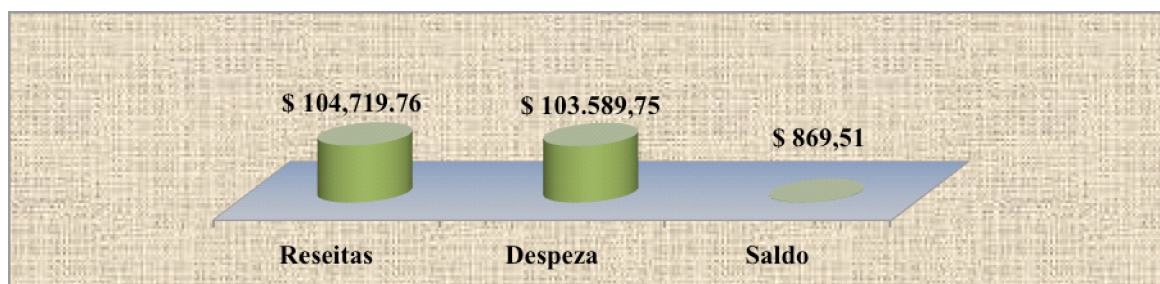 $ 104,719.76
$ 103.589,75
$ 869,51
Reseitas
Despeza
Saldo